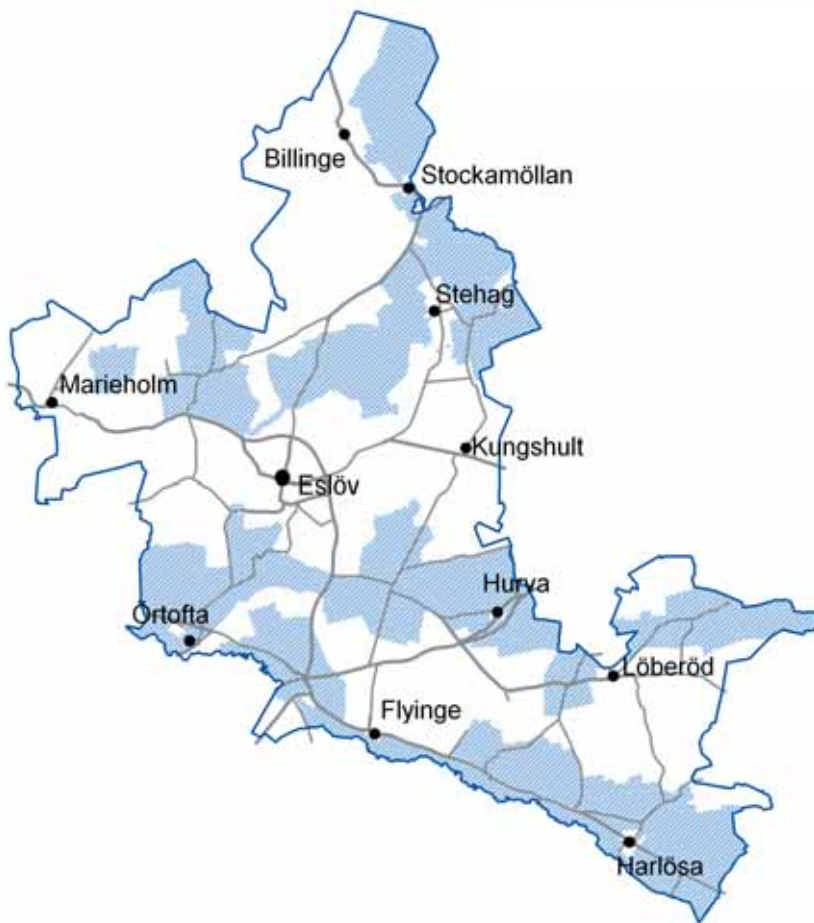 Billinge
Stockamöllan
Stehag
Marieholm
Kungshult
Eslöv
Hurva
Örtofta
Löberöd
Flyinge
Harlösa